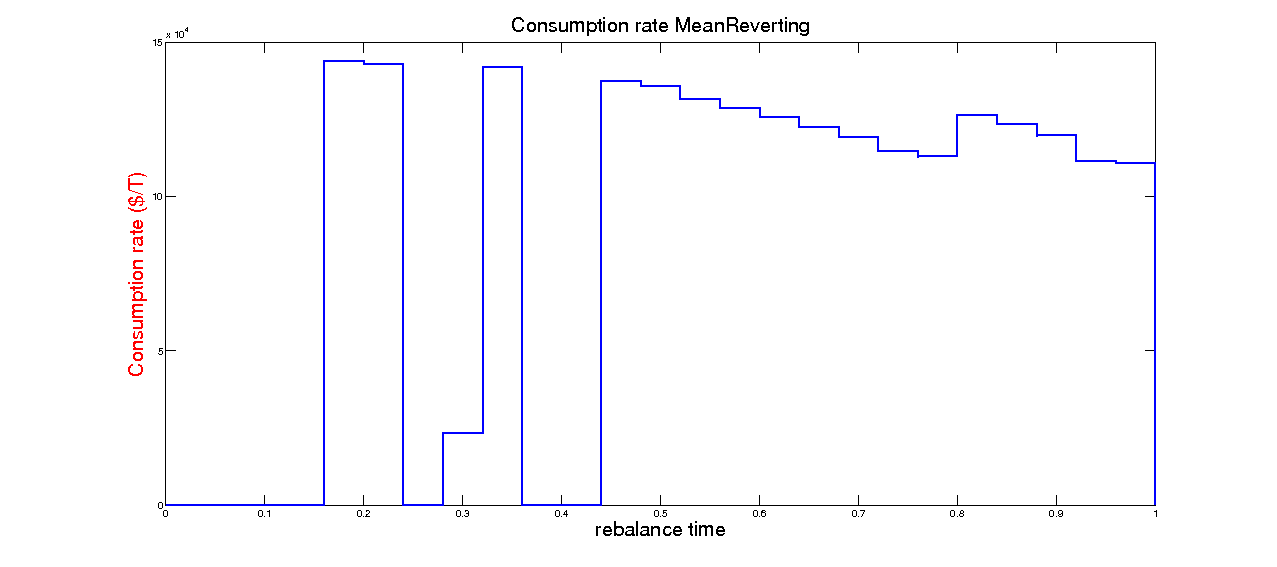 Consumption rate MeanReverting
x 10^4
15
10
5
0
Consumption rate ($/T)
0 0.1 0.2 0.3 0.4 0.5 0.6 0.7 0.8 0.9 1
rebalance time